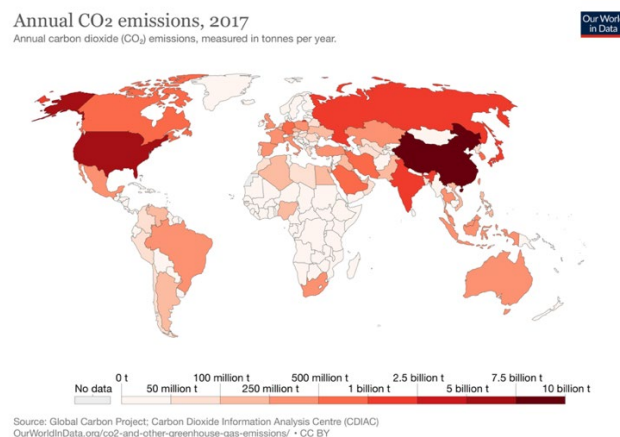 Annual CO2 emissions, 2017
Annual carbon dioxide (CO₂) emissions, measured in tonnes per year.
Our World
in Data
0 t 100 million t 500 million t 2.5 billion t 7.5 billion t
No data 50 million t 250 million t 1 billion t 5 billion t 10 billion t
Source: Global Carbon Project; Carbon Dioxide Information Analysis Centre (CDIAC)
OurWorldInData.org/co2-and-other-greenhouse-gas-emissions/ • CC BY